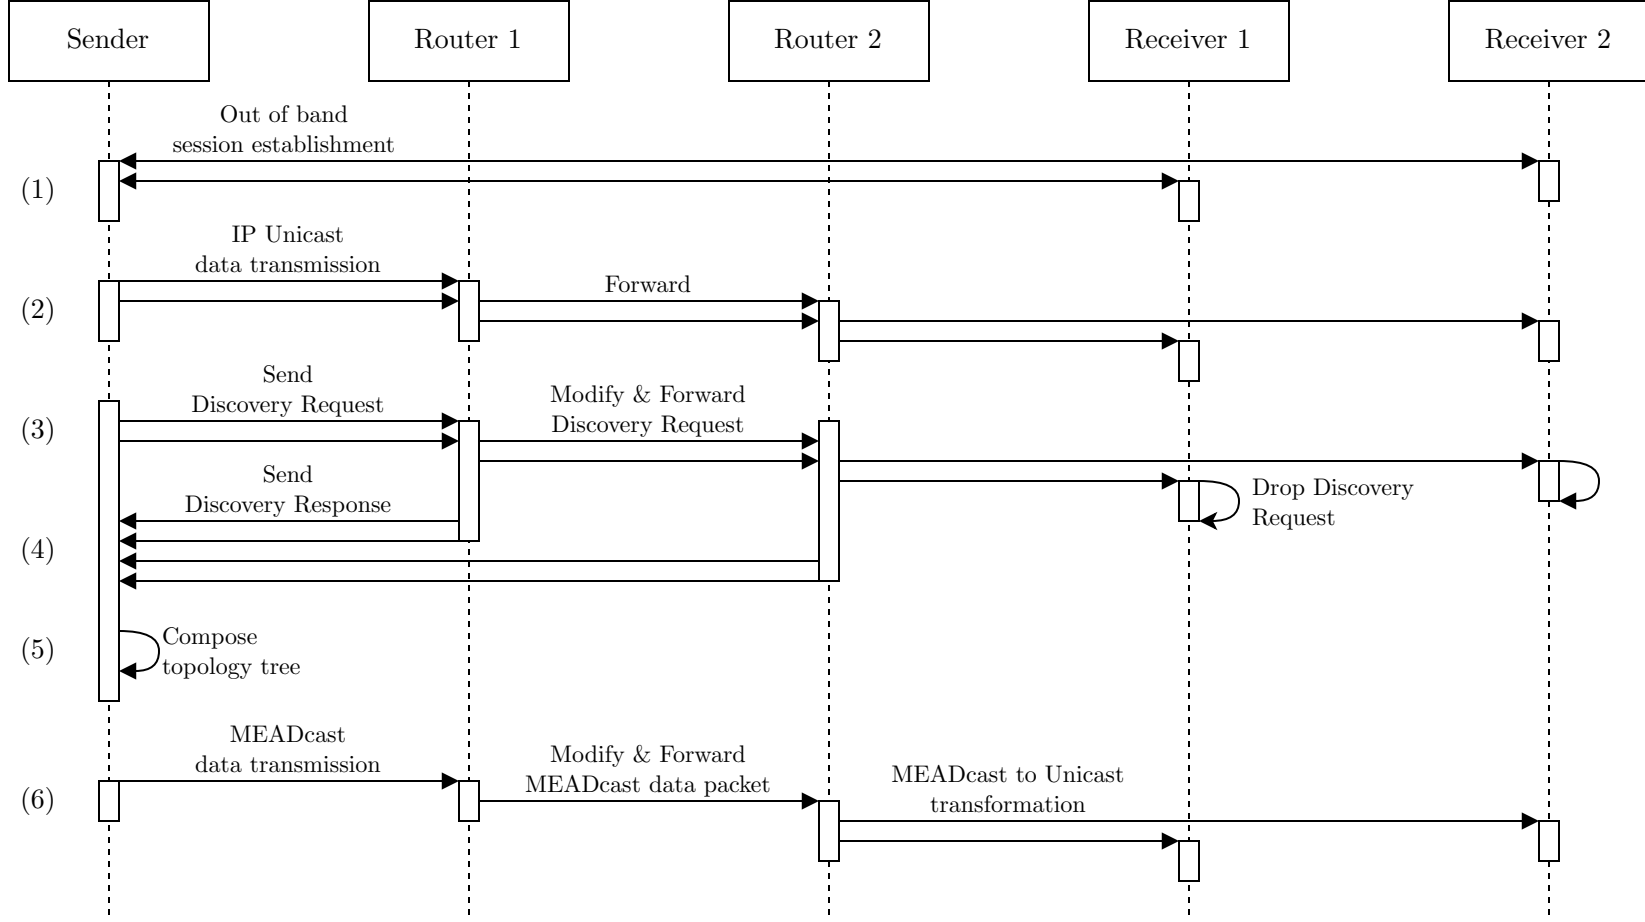 Sender
Router 1
Router 2
Receiver 1
Receiver 2
Out of band
session establishment
(1)
IP Unicast
data transmission
Forward
(2)
Send
Discovery Request
Modify & Forward
Discovery Request
(3)
Send
Discovery Response
Drop Discovery
Request
(4)
Compose
topology tree
(5)
MEADcast
data transmission
Modify & Forward
MEADcast data packet
MEADcast to Unicast
transformation
(6)